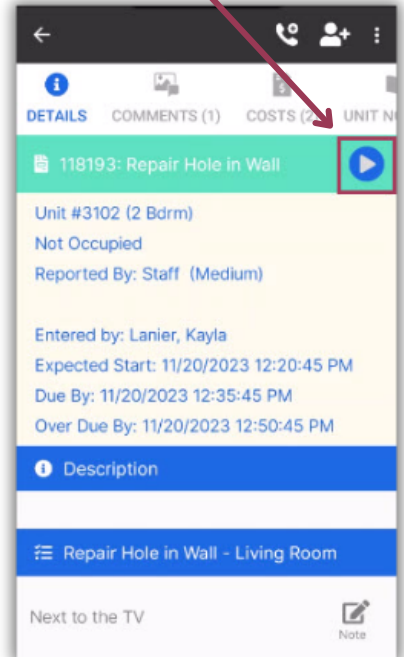 DETAILS
COMMENTS (1)
COSTS (2
UNIT N
118193: Repair Hole in Wall
Unit #3102 (2 Bdrm)
Not Occupied
Reported By: Staff (Medium)
Entered by: Lanier, Kayla
Expected Start: 11/20/2023 12:20:45 PM
Due By: 11/20/2023 12:35:45 PM
Over Due By: 11/20/2023 12:50:45 PM
Description
Repair Hole in Wall - Living Room
Next to the TV
Note